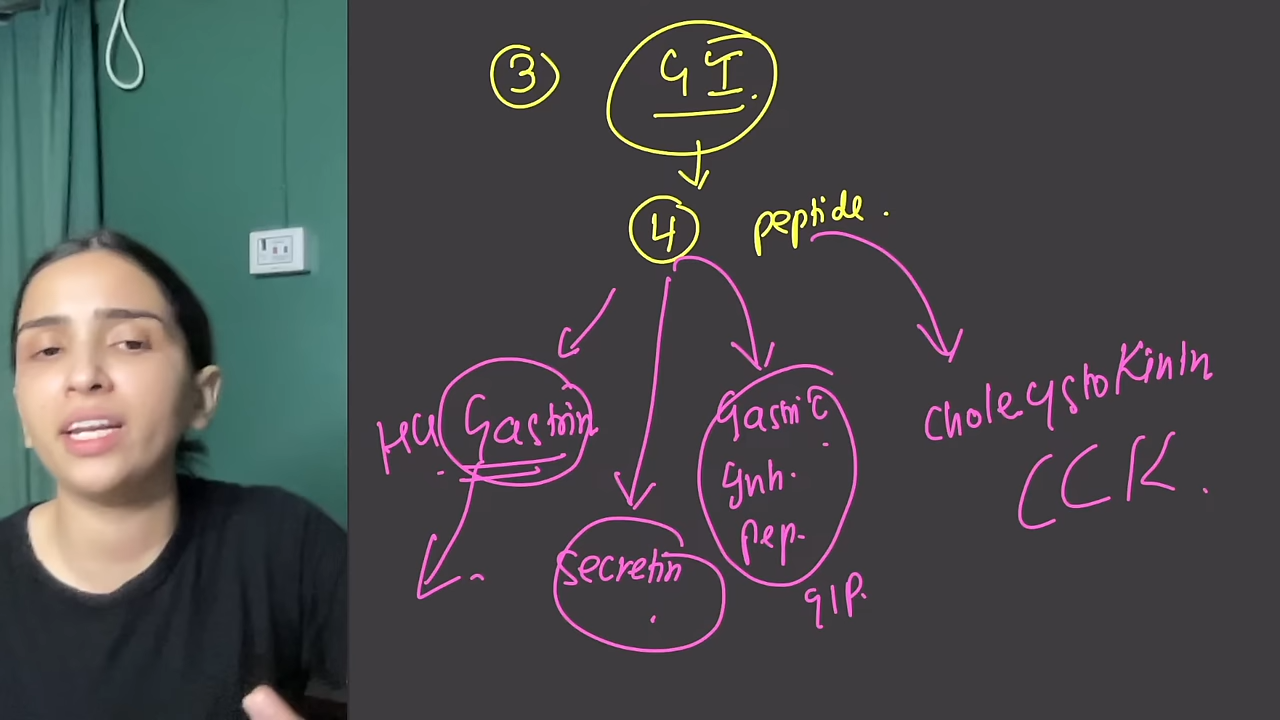 ③ GI.
4 peptide.
HCl Gastrin
Secretin
Gastric
Inh.
Pep.
GIP.
Cholecystokinin
CCK.